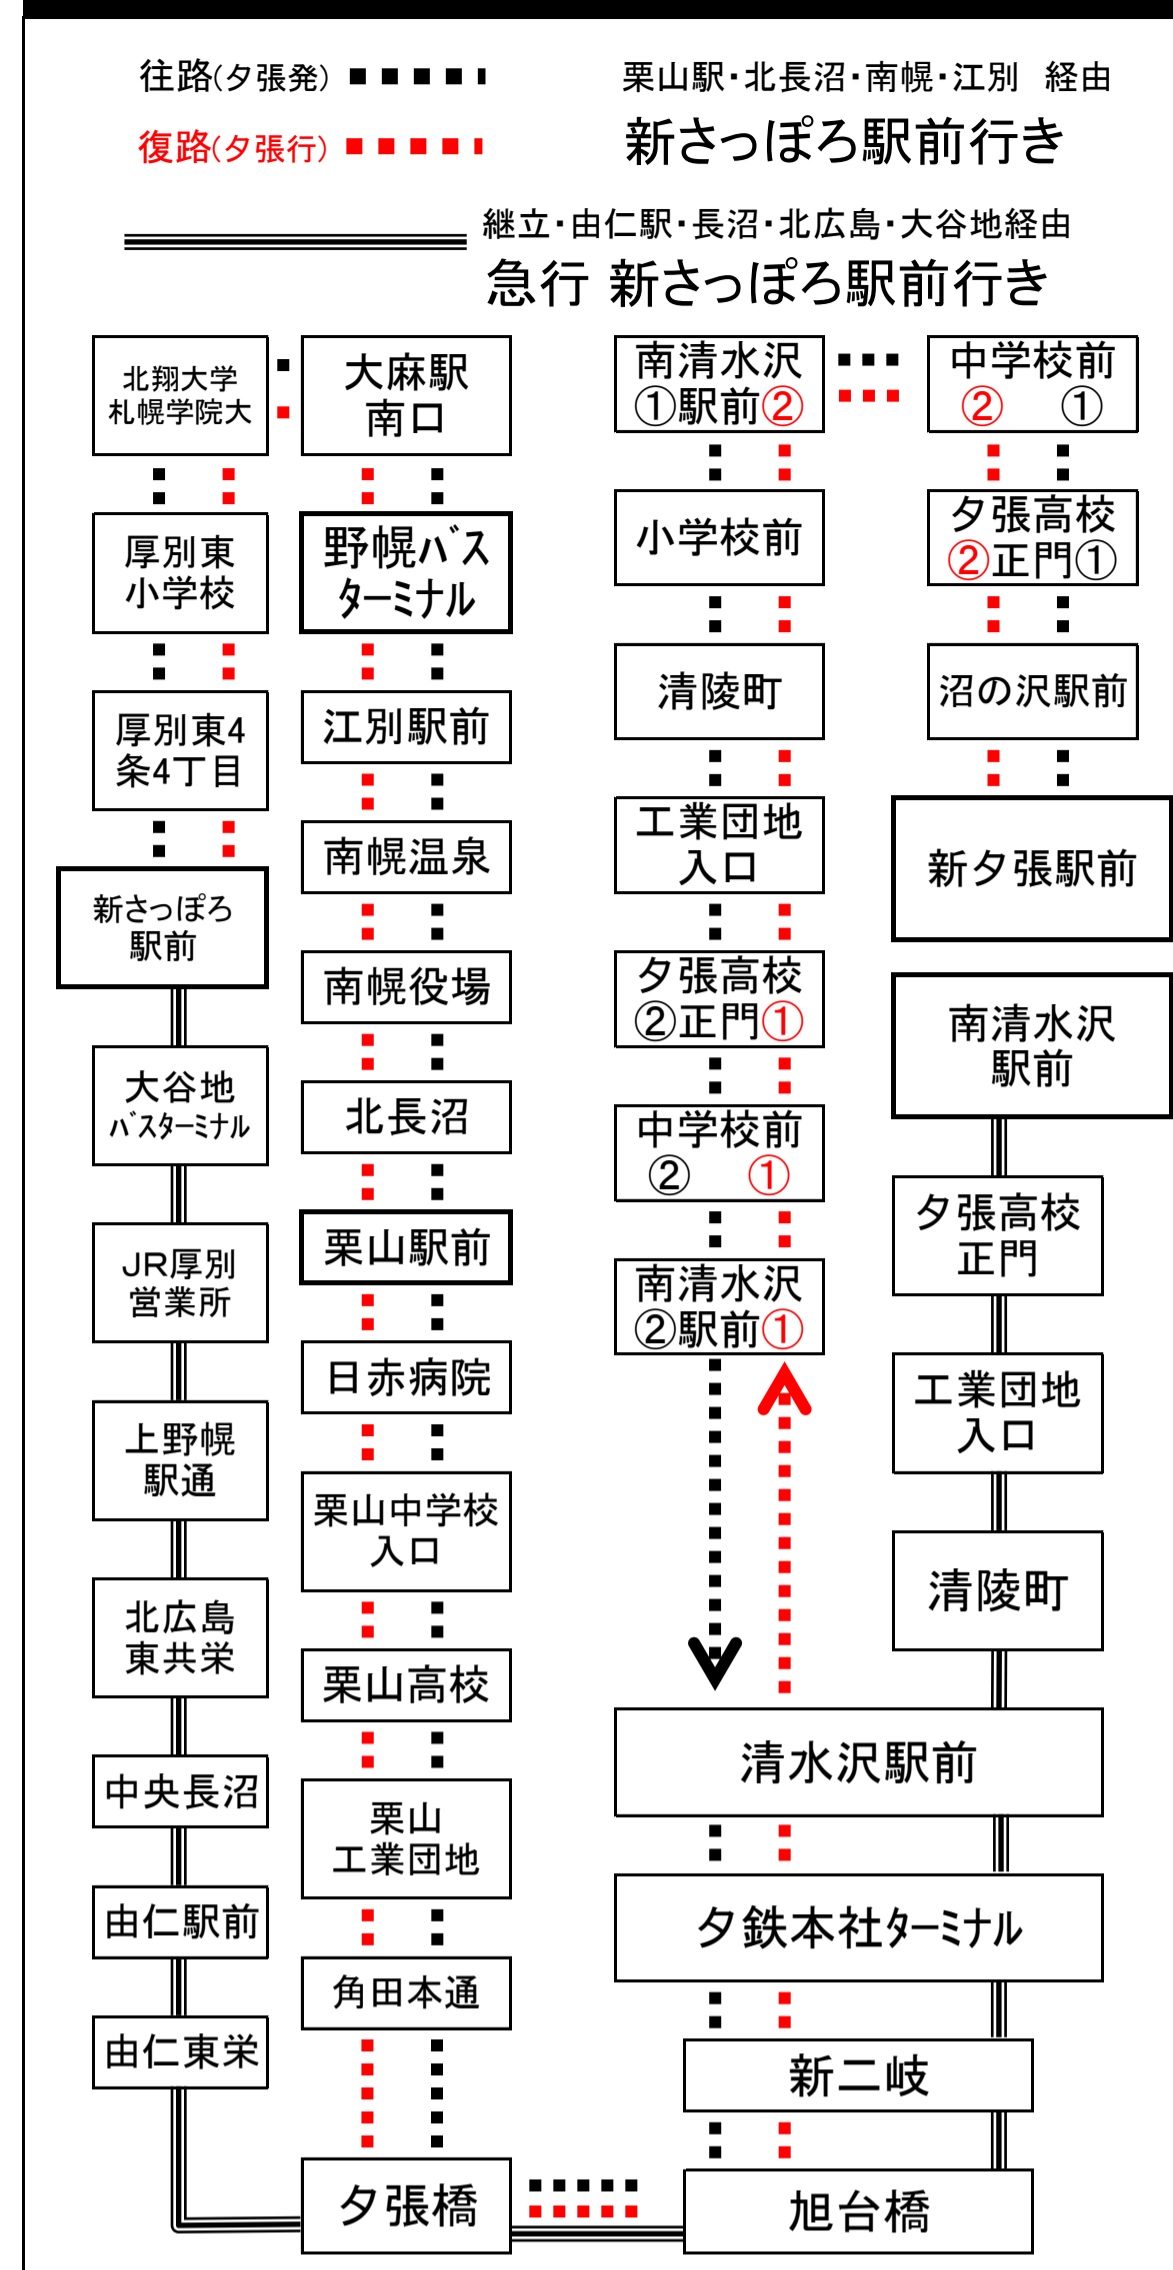 往路(夕張発)
栗山駅･北長沼･南幌･江別　経由
復路(夕張行)
新さっぽろ駅前行き
継立･由仁駅･長沼･北広島･大谷地経由
急行 新さっぽろ駅前行き
北翔大学
札幌学院大
厚別東
小学校
厚別東4
条4丁目
新さっぽろ
駅前
大谷地
ﾊﾞｽﾀｰﾐﾅﾙ
JR厚別
営業所
上野幌
駅通
北広島
東共栄
中央長沼
由仁駅前
由仁東栄
大麻駅
南口
野幌ﾊﾞｽ
ﾀｰﾐﾅﾙ
江別駅前
南幌温泉
南幌役場
北長沼
栗山駅前
日赤病院
栗山中学校
入口
栗山高校
栗山
工業団地
角田本通
夕張橋
南清水沢
①駅前②
小学校前
清陵町
工業団地
入口
夕張高校
②正門①
中学校前
②　①
南清水沢
②駅前①
中学校前
②　①
夕張高校
②正門①
沼の沢駅前
新夕張駅前
南清水沢
駅前
夕張高校
正門
工業団地
入口
清陵町
清水沢駅前
夕鉄本社ﾀｰﾐﾅﾙ
新二岐
旭台橋